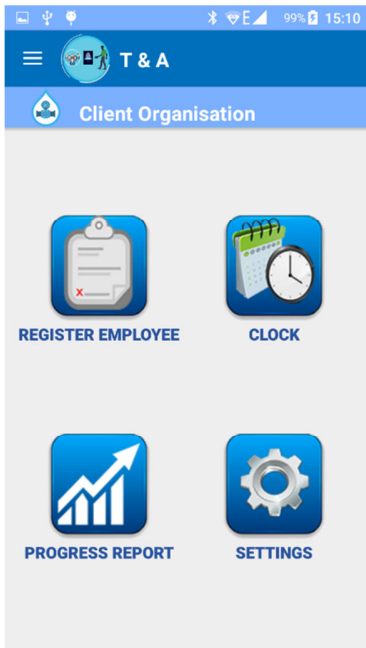 E 99% 15:10
T & A
Client Organisation
REGISTER EMPLOYEE CLOCK
PROGRESS REPORT SETTINGS